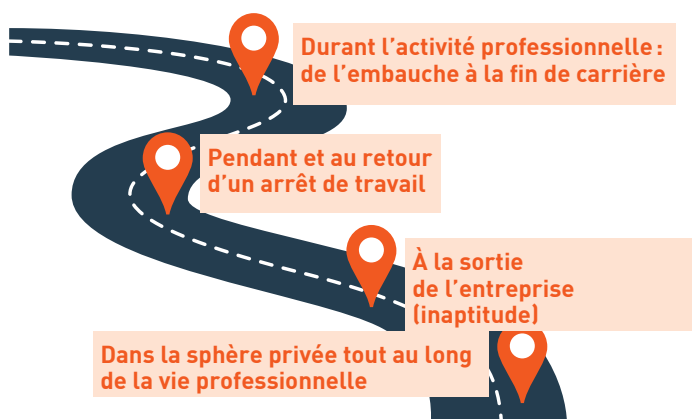 Durant l’activité professionnelle :
de l’embauche à la fin de carrière
Pendant et au retour
d’un arrêt de travail
À la sortie
de l’entreprise
(inaptitude)
Dans la sphère privée tout au long
de la vie professionnelle